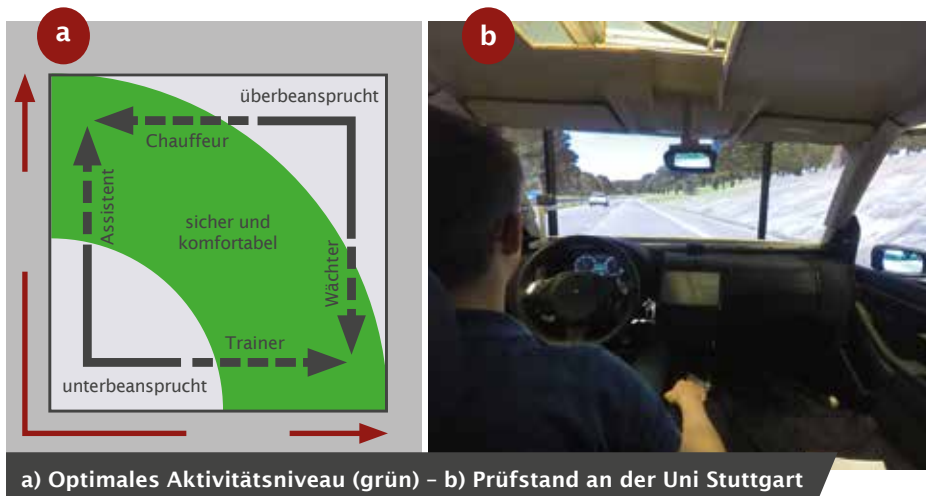 a
b
überbeansprucht
Chauffeur
Assistent
sicher und
komfortabel
Wächter
Trainer
unterbeansprucht
a) Optimales Aktivitätsniveau (grün) – b) Prüfstand an der Uni Stuttgart